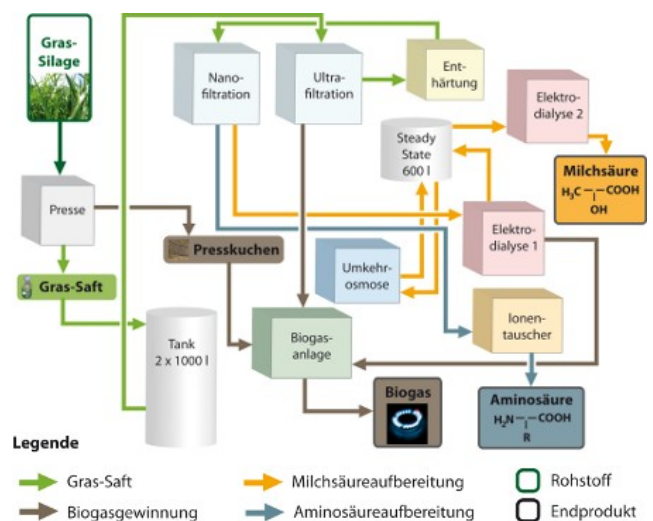 Gras-
Silage
Nano-
filtration
Ultra-
filtration
Ent-
härtung
Elektro-
dialyse 2
Steady
State
600 l
Milchsäure
H₃C
COOH
OH
Presse
Presskuchen
Elektro-
dialyse 1
Gras-Saft
Umkehr-
osmose
Tank
2 x 1000 l
Biogas-
anlage
Ionen-
tauscher
Biogas
Aminosäure
H₂N
COOH
R
Legende
Gras-Saft
Milchsäureaufbereitung
Rohstoff
Biogasgewinnung
Aminosäureaufbereitung
Endprodukt